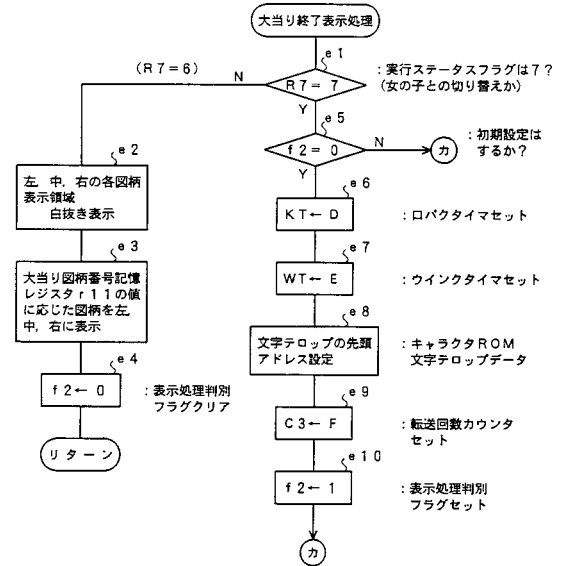 大当り終了表示処理
e1
(R7=6)
N
R7=7
:実行ステータスフラグは7?
(女の子との切り替えか)
Y
e5
f2=0
N
カ
:初期設定は
するか?
Y
e2
左,中,右の各図柄
表示領域
白抜き表示
e6
KT←D
:口パクタイマセット
e3
大当り図柄番号記憶
レジスタr11の値
に応じた図柄を左,
中,右に表示
e7
WT←E
:ウインクタイマセット
e8
文字テロップの先頭
アドレス設定
:キャラクタROM
文字テロップデータ
e4
f2←0
:表示処理判別
フラグクリア
リターン
e9
C3←F
:転送回数カウンタ
セット
e10
f2←1
:表示処理判別
フラグセット
カ